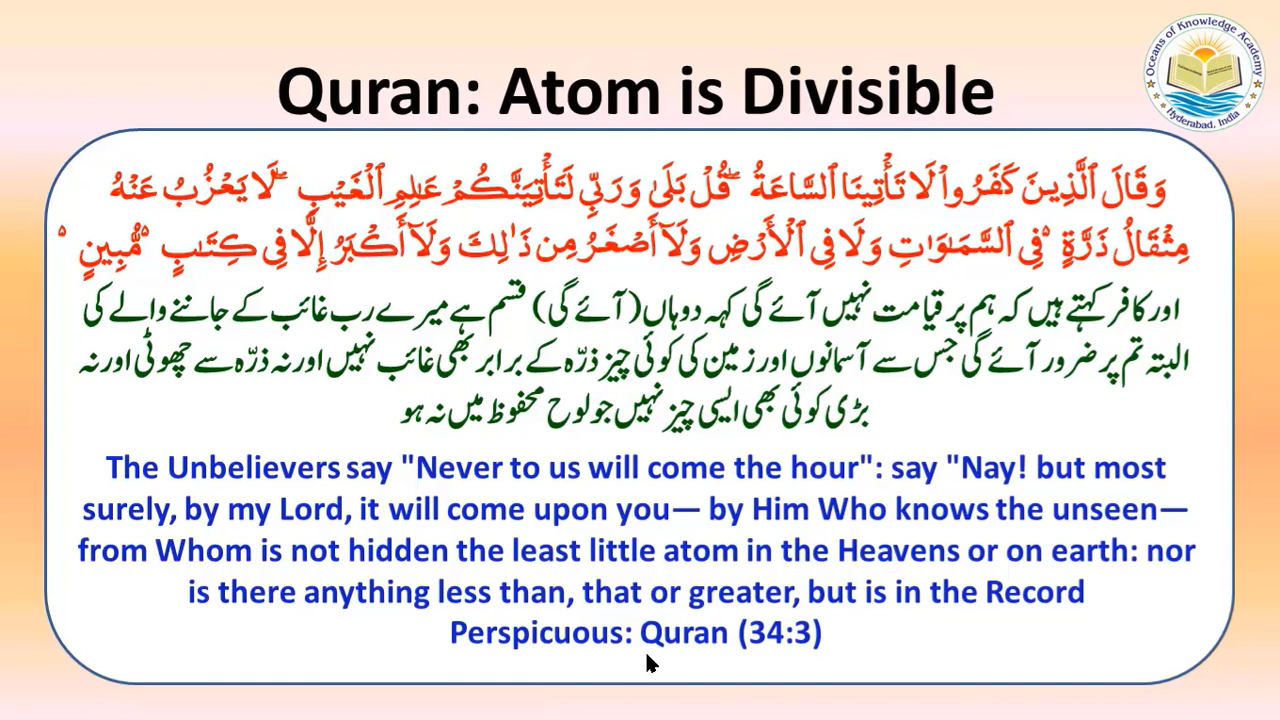 Oceans of Knowledge Academy
Hyderabad, India
Quran: Atom is Divisible
وَقَالَ ٱلَّذِينَ كَفَرُوا۟ لَا تَأْتِينَا ٱلسَّاعَةُ ۖ قُلْ بَلَىٰ وَرَبِّى لَتَأْتِيَنَّكُمْ عَـٰلِمِ ٱلْغَيْبِ ۖ لَا يَعْزُبُ عَنْهُ
مِثْقَالُ ذَرَّةٍ فِى ٱلسَّمَـٰوَٰتِ وَلَا فِى ٱلْأَرْضِ وَلَآ أَصْغَرُ مِن ذَٰلِكَ وَلَآ أَكْبَرُ إِلَّا فِى كِتَـٰبٍ مُّبِينٍ
اور کافر کہتے ہیں کہ ہم پر قیامت نہیں آئے گی کہہ دو ہاں (آئے گی) قسم ہے میرے رب غائب کے جاننے والے کی
البتہ تم پر ضرور آئے گی جس سے آسمانوں اور زمین کی کوئی چیز ذرّہ کے برابر بھی غائب نہیں اور نہ ذرّہ سے چھوٹی اور نہ
بڑی کوئی بھی ایسی چیز نہیں جو لوح محفوظ میں نہ ہو
The Unbelievers say "Never to us will come the hour": say "Nay! but most
surely, by my Lord, it will come upon you— by Him Who knows the unseen—
from Whom is not hidden the least little atom in the Heavens or on earth: nor
is there anything less than, that or greater, but is in the Record
Perspicuous: Quran (34:3)